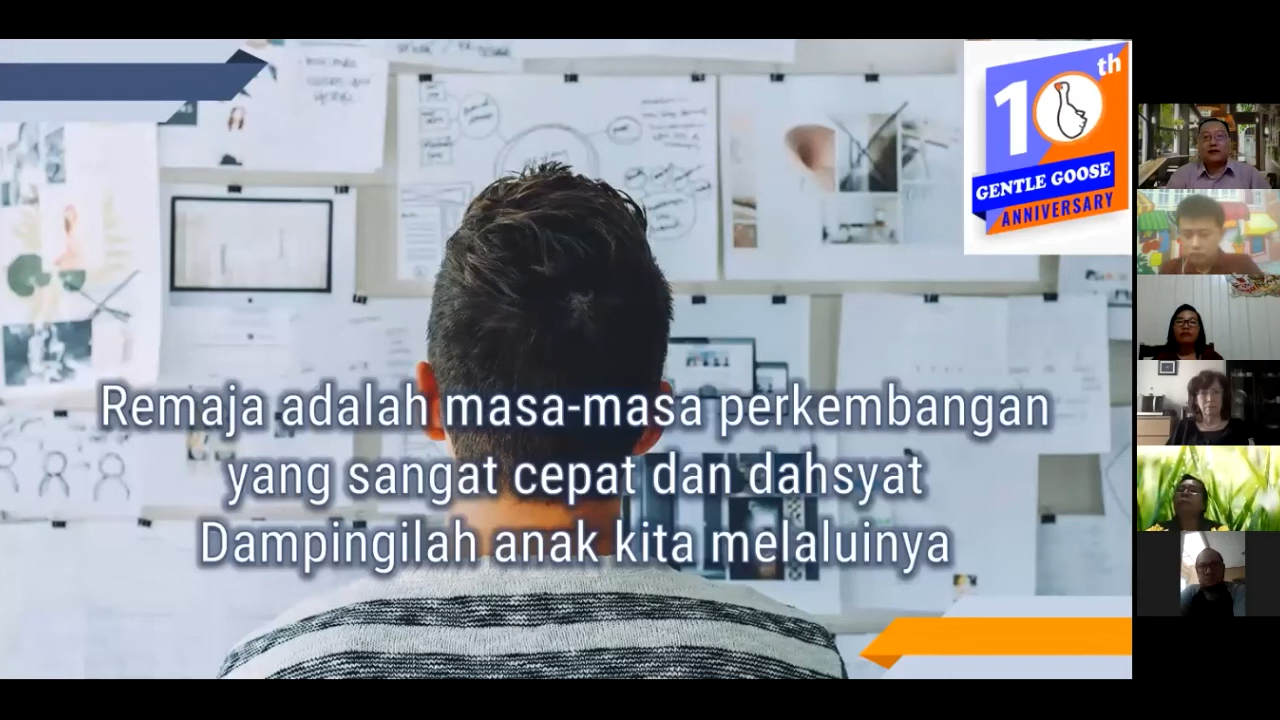 10th
GENTLE GOOSE
ANNIVERSARY
Remaja adalah masa-masa perkembangan
yang sangat cepat dan dahsyat
Dampingilah anak kita melaluinya